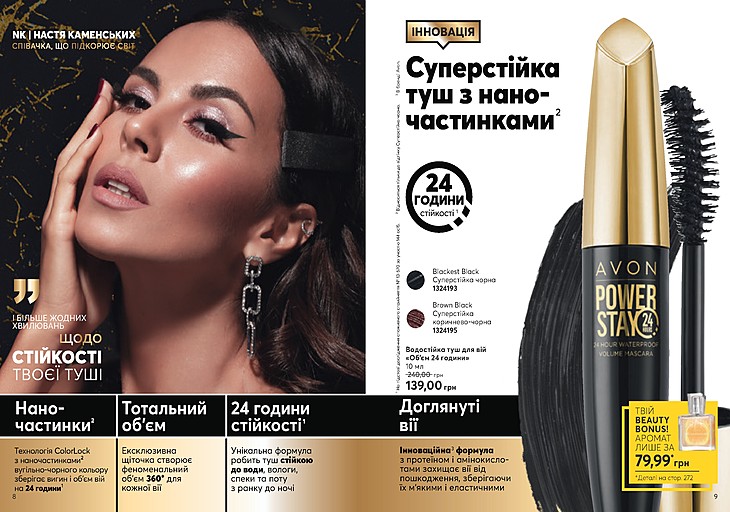 NK | НАСТЯ КАМЕНСЬКИХ
СПІВАЧКА, ЩО ПІДКОРЮЄ СВІТ
І БІЛЬШЕ ЖОДНИХ
ХВИЛЮВАНЬ
ЩОДО
СТІЙКОСТІ
ТВОЄЇ ТУШІ
Нано-
частинки²
Технологія ColorLock
з наночастинками²
вугільно-чорного кольору
зберігає вигин і об'єм вій
на 24 години¹
8
Тотальний
об'єм
Ексклюзивна
щіточка створює
феноменальний
об'єм 360° для
кожної вії
24 години
стійкості¹
Унікальна формула
робить туш стійкою
до води, вологи,
спеки та поту
з ранку до ночі
ІННОВАЦІЯ
Суперстійка
туш з нано-
частинками²
24
ГОДИНИ
СТІЙКОСТІ¹
Blackest Black
Суперстійка чорна
1324193
Brown Black
Суперстійка
коричнево-чорна
1324195
Водостійка туш для вій
«Об'єм 24 години»
10 мл
240,00 грн
139,00 грн
Доглянуті
вії
Інноваційна³ формула
з протеїном і амінокисло-
тами захищає вії від
пошкодження, зберігаючи
їх м'якими і еластичними
AVON
POWER
STAY
24
HOURS
24 HOUR WATERPROOF
VOLUME MASCARA
ТВІЙ
BEAUTY
BONUS!
АРОМАТ
ЛИШЕ ЗА
79,99* грн
*Деталі на стор. 272
9